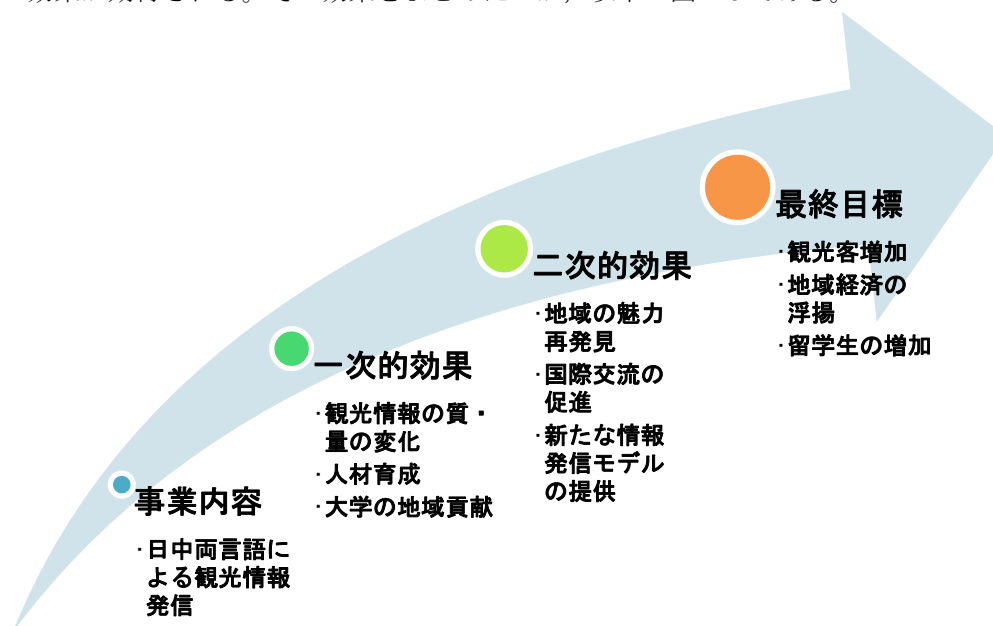 事業内容
・日中両言語に
よる観光情報
発信
一次的効果
・観光情報の質・
量の変化
・人材育成
・大学の地域貢献
二次的効果
・地域の魅力
再発見
・国際交流の
促進
・新たな情報
発信モデル
の提供
最終目標
・観光客増加
・地域経済の
浮揚
・留学生の増加